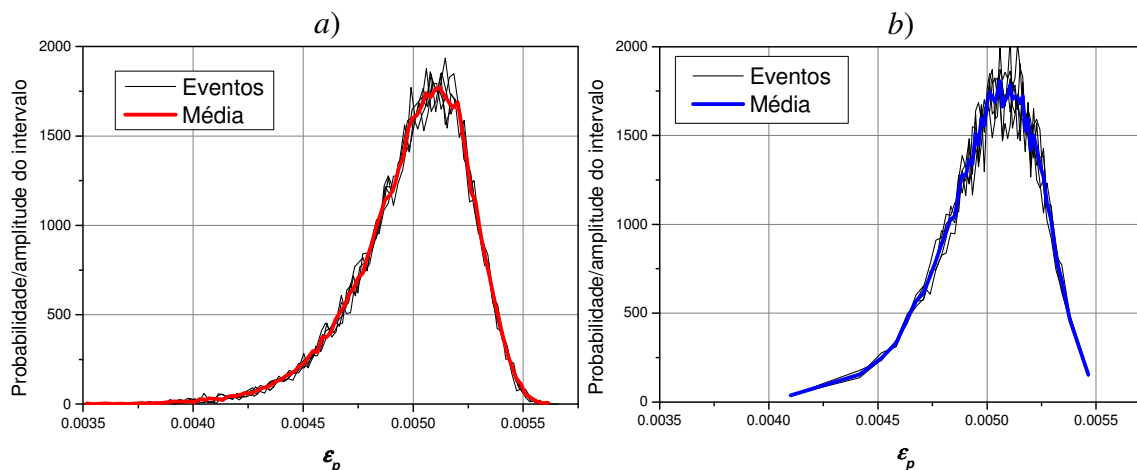 a)
Probabilidade/amplitude do intervalo
2000
1500
1000
500
0
Eventos
Média
0.0035 0.0040 0.0045 0.0050 0.0055
εp
b)
Probabilidade/amplitude do intervalo
2000
1500
1000
500
0
Eventos
Média
0.0035 0.0040 0.0045 0.0050 0.0055
εp